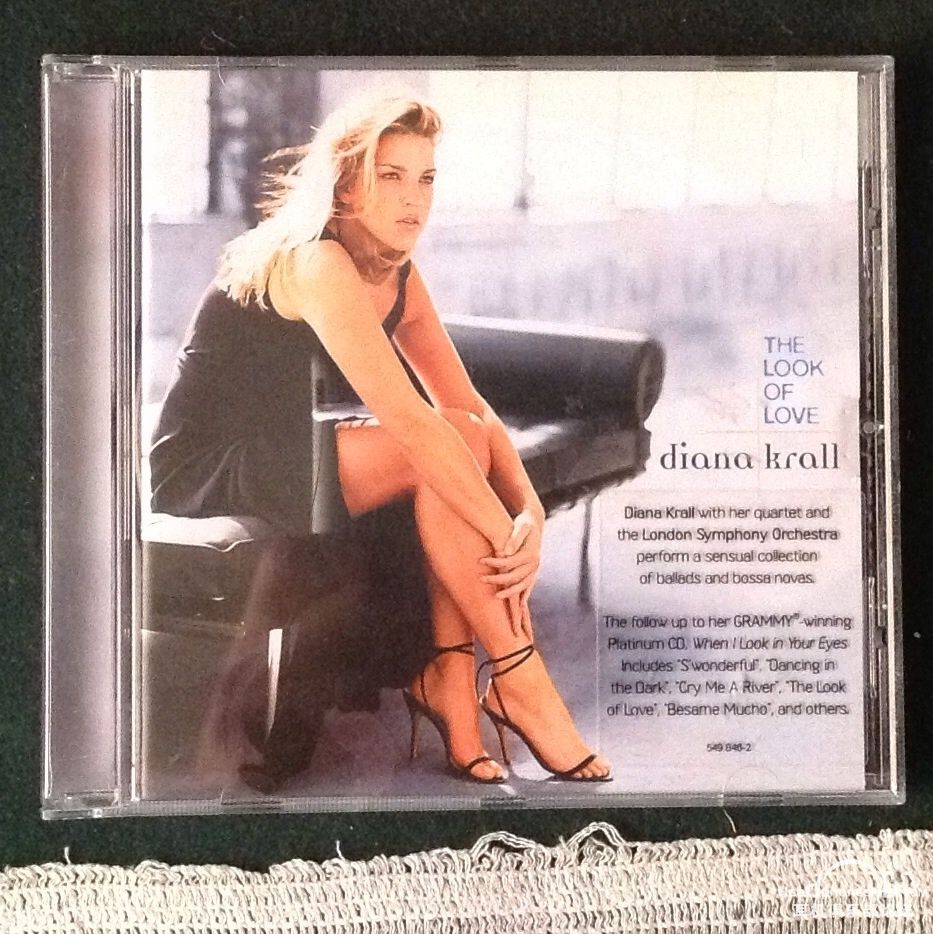 THE
LOOK
OF
LOVE
diana krall
Diana Krall with her quartet and
the London Symphony Orchestra
perform a sensual collection
of ballads and bossa novas.
The follow up to her GRAMMY®-winning
Platinum CD, When I Look in Your Eyes
Includes "S'wonderful", "Dancing in
the Dark", "Cry Me A River", "The Look
of Love", "Besame Mucho", and others.
549 846-2